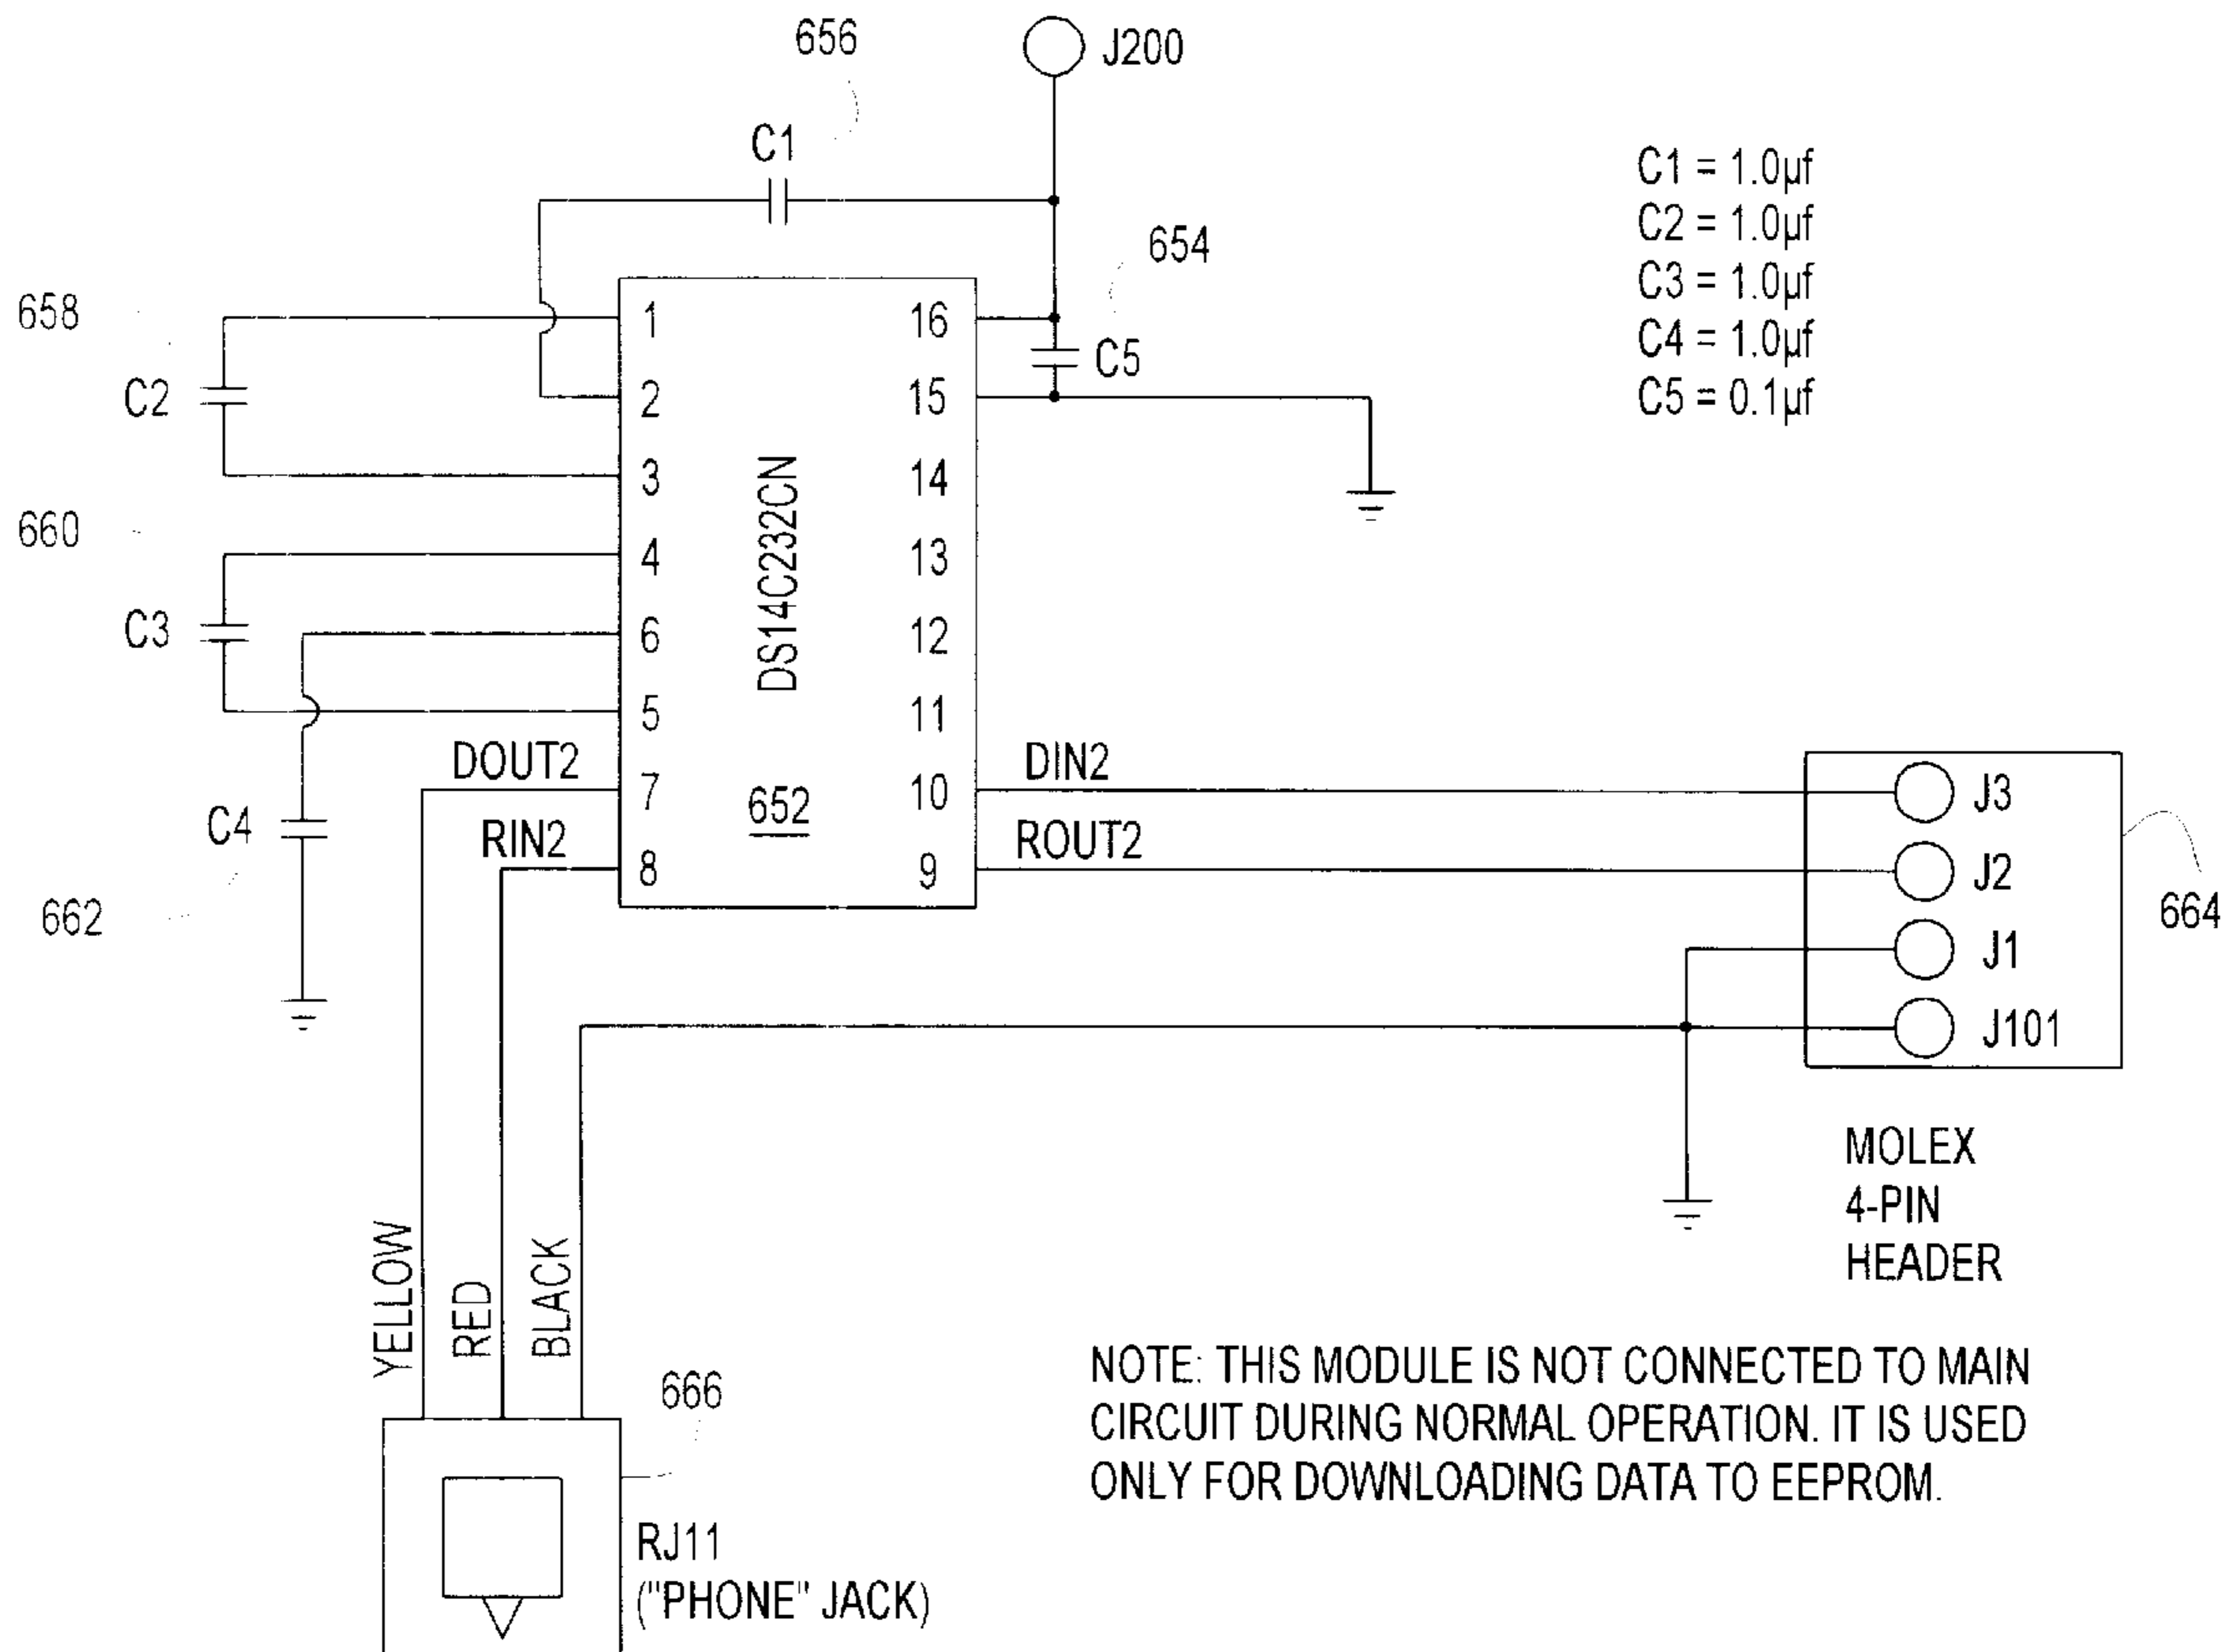 656
J200
C1
C1 = 1.0µf
C2 = 1.0µf
C3 = 1.0µf
C4 = 1.0µf
C5 = 0.1µf
654
658
C2
660
C3
C4
662
1
2
3
4
6
5
7
8
DS14C232CN
652
16
15
14
13
12
11
10
9
C5
DOUT2
RIN2
DIN2
ROUT2
J3
J2
J1
J101
664
MOLEX
4-PIN
HEADER
YELLOW
RED
BLACK
666
RJ11
("PHONE" JACK)
NOTE: THIS MODULE IS NOT CONNECTED TO MAIN
CIRCUIT DURING NORMAL OPERATION. IT IS USED
ONLY FOR DOWNLOADING DATA TO EEPROM.